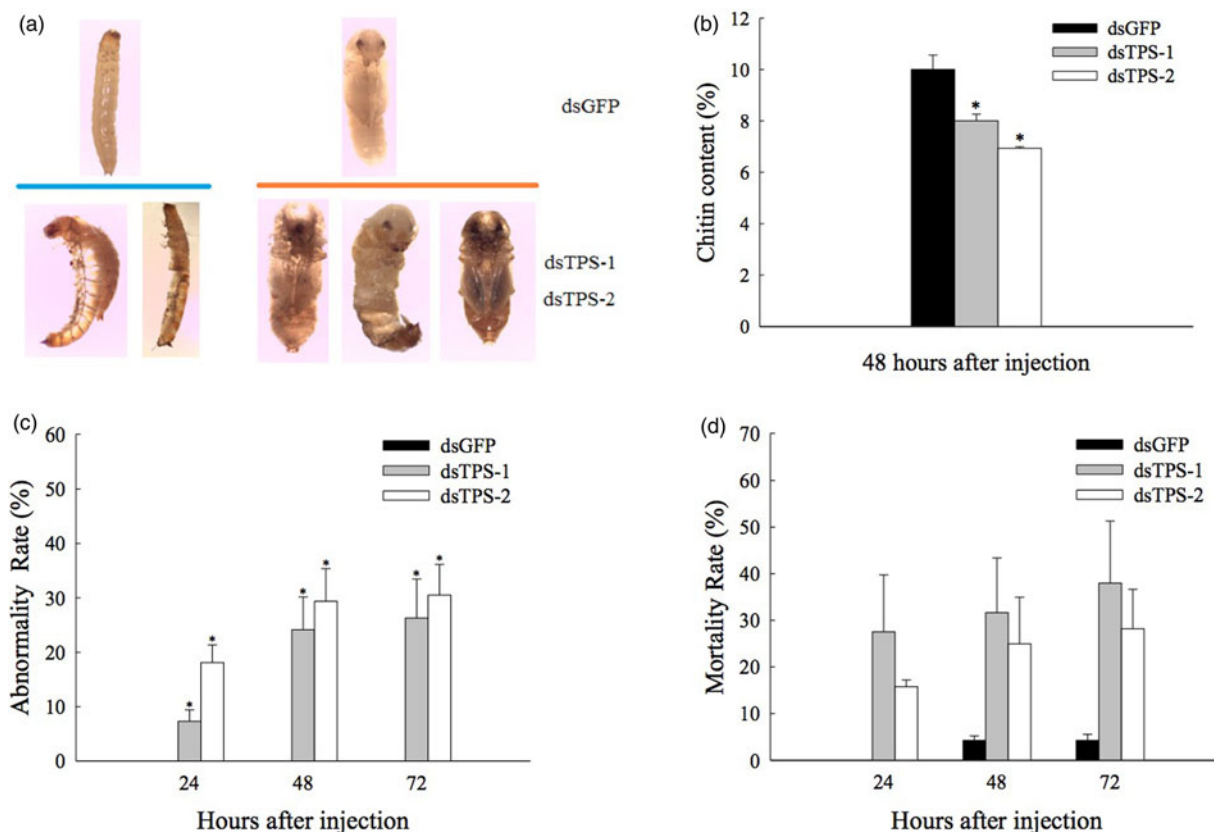 (a)
dsGFP
dsTPS-1
dsTPS-2
(b)
Chitin content (%)
12
10
8
6
4
2
0
dsGFP
dsTPS-1
dsTPS-2
*
*
48 hours after injection
(c)
Abnormality Rate (%)
60
50
40
30
20
10
0
dsGFP
dsTPS-1
dsTPS-2
* * * * * *
24 48 72
Hours after injection
(d)
Mortality Rate (%)
70
60
50
40
30
20
10
0
dsGFP
dsTPS-1
dsTPS-2
24 48 72
Hours after injection